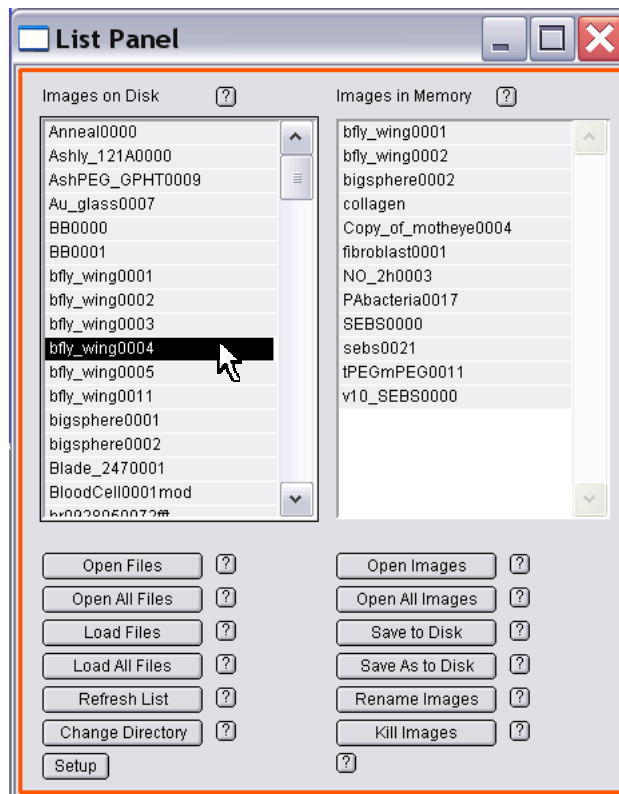 List Panel
Images on Disk ?
Anneal0000
Ashly_121A0000
AshPEG_GPHT0009
Au_glass0007
BB0000
BB0001
bfly_wing0001
bfly_wing0002
bfly_wing0003
bfly_wing0004
bfly_wing0005
bfly_wing0011
bigsphere0001
bigsphere0002
Blade_2470001
BloodCell0001mod
Images in Memory ?
bfly_wing0001
bfly_wing0002
bigsphere0002
collagen
Copy_of_motheye0004
fibroblast0001
NO_2h0003
PAbacteria0017
SEBS0000
sebs0021
tPEGmPEG0011
v10_SEBS0000
Open Files ?
Open All Files ?
Load Files ?
Load All Files ?
Refresh List ?
Change Directory ?
Setup
Open Images ?
Open All Images ?
Save to Disk ?
Save As to Disk ?
Rename Images ?
Kill Images ?
?